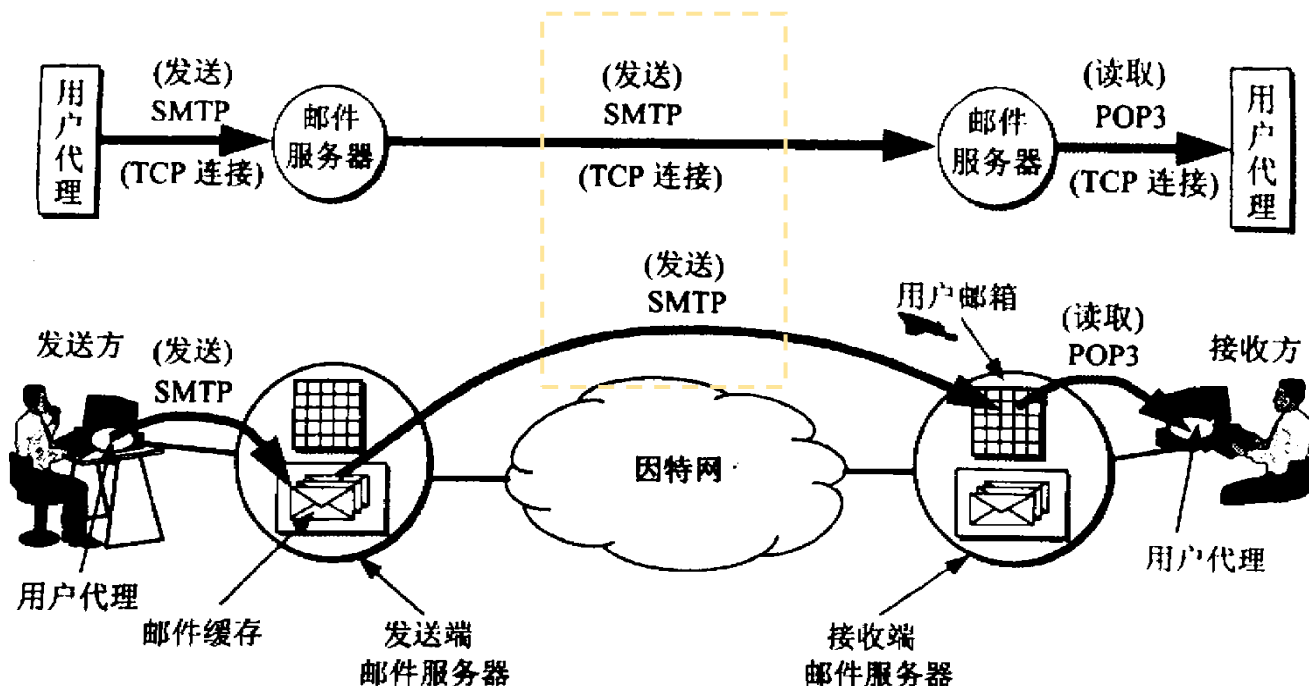 用户代理
(发送)
SMTP
(TCP 连接)
邮件
服务器
(发送)
SMTP
(TCP 连接)
邮件
服务器
(读取)
POP3
(TCP 连接)
用户代理
发送方
(发送)
SMTP
(发送)
SMTP
用户邮箱
(读取)
POP3
接收方
因特网
用户代理
邮件缓存
发送端
邮件服务器
接收端
邮件服务器
用户代理